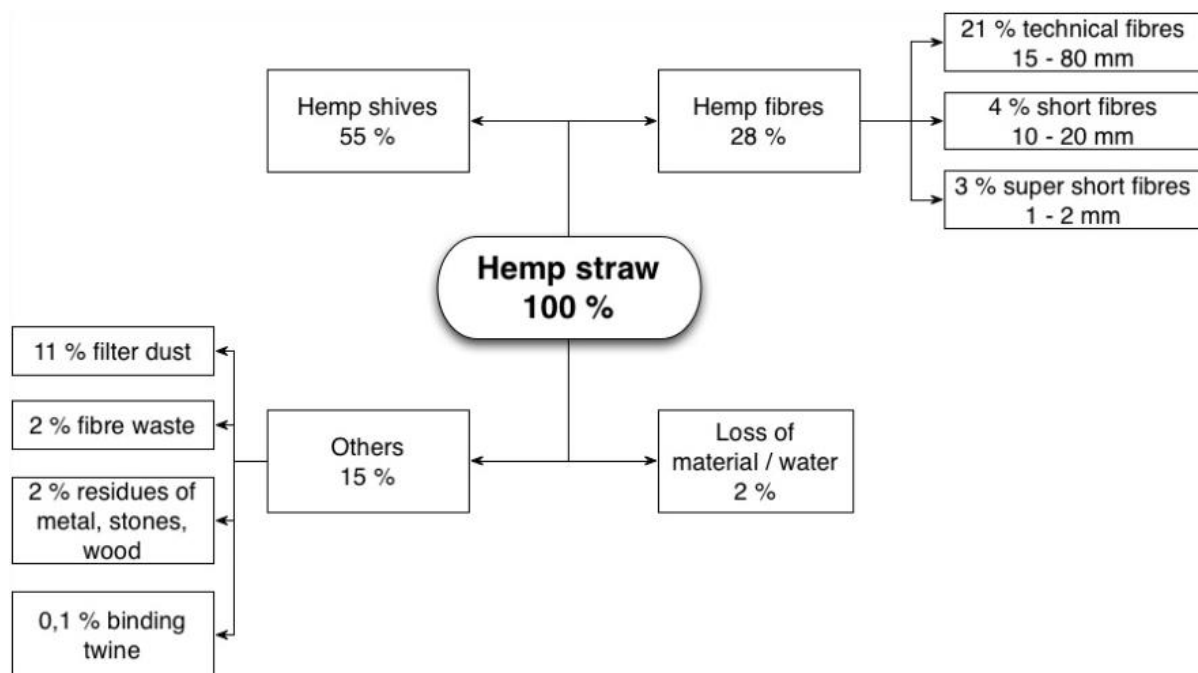 Hemp shives
55 %
Hemp fibres
28 %
21 % technical fibres
15 - 80 mm
4 % short fibres
10 - 20 mm
3 % super short fibres
1 - 2 mm
Hemp straw
100 %
11 % filter dust
2 % fibre waste
2 % residues of
metal, stones,
wood
0,1 % binding
twine
Others
15 %
Loss of
material / water
2 %